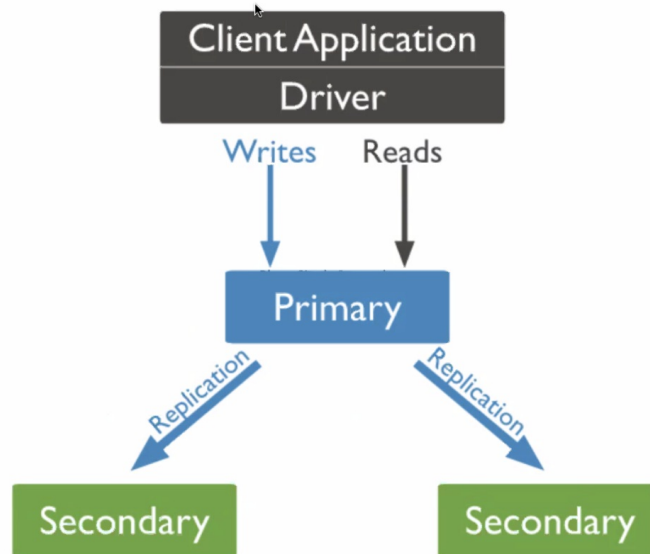 Client Application
Driver
Writes
Reads
Primary
Replication
Replication
Secondary
Secondary